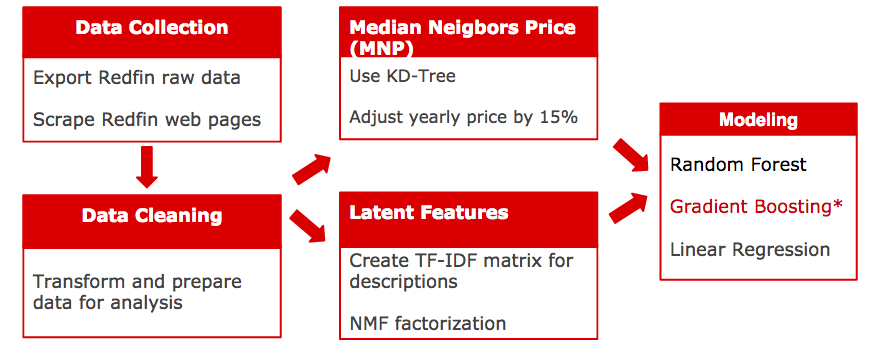 Data Collection
Export Redfin raw data
Scrape Redfin web pages
Data Cleaning
Transform and prepare
data for analysis
Median Neigbors Price
(MNP)
Use KD-Tree
Adjust yearly price by 15%
Latent Features
Create TF-IDF matrix for
descriptions
NMF factorization
Modeling
Random Forest
Gradient Boosting*
Linear Regression